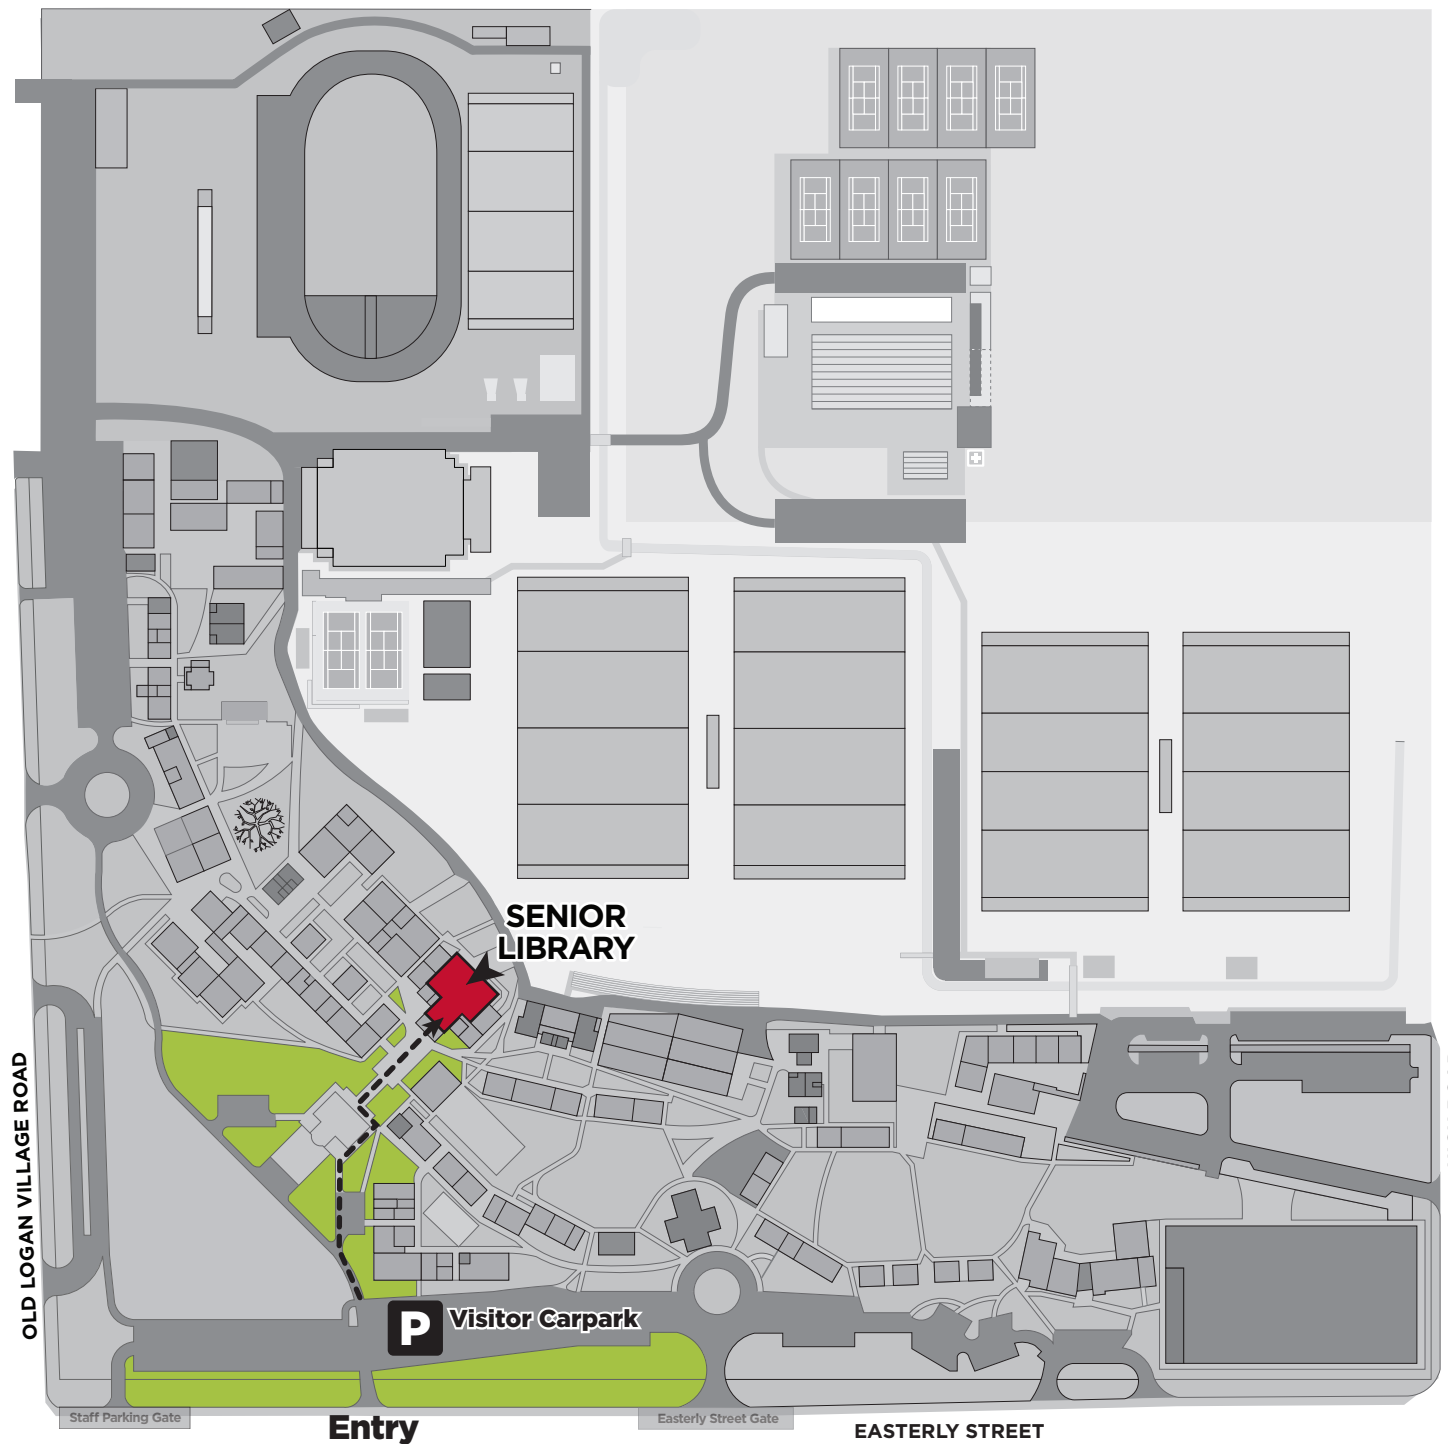 SENIOR
LIBRARY
OLD LOGAN VILLAGE ROAD
P
Visitor Carpark
Staff Parking Gate
Entry
Easterly Street Gate
EASTERLY STREET